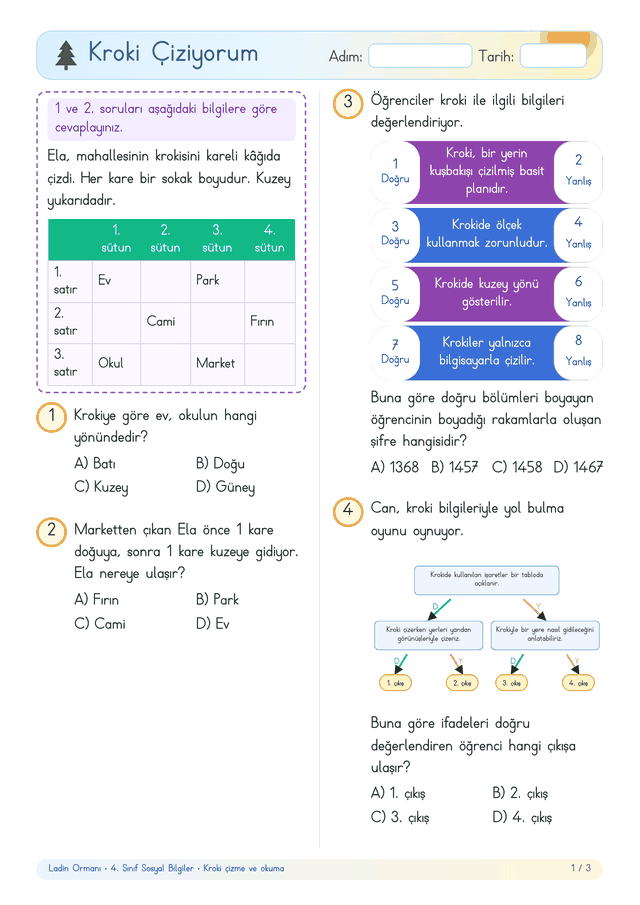 Kroki Çiziyorum
Adım:
Tarih:
1 ve 2. soruları aşağıdaki bilgilere göre
cevaplayınız.
Ela, mahallesinin krokisini kareli kâğıda
çizdi. Her kare bir sokak boyudur. Kuzey
yukarıdadır.
1. sütun 2. sütun 3. sütun 4. sütun
1. satır Ev Park
2. satır Cami Fırın
3. satır Okul Market
1 Krokiye göre ev, okulun hangi
yönündedir?
A) Batı B) Doğu
C) Kuzey D) Güney
2 Marketten çıkan Ela önce 1 kare
doğuya, sonra 1 kare kuzeye gidiyor.
Ela nereye ulaşır?
A) Fırın B) Park
C) Cami D) Ev
3 Öğrenciler kroki ile ilgili bilgileri
değerlendiriyor.
1 Doğru
Kroki, bir yerin
kuşbakışı çizilmiş basit
planıdır.
2 Yanlış
3 Doğru
Krokide ölçek
kullanmak zorunludur.
4 Yanlış
5 Doğru
Krokide kuzey yönü
gösterilir.
6 Yanlış
7 Doğru
Krokiler yalnızca
bilgisayarla çizilir.
8 Yanlış
Buna göre doğru bölümleri boyayan
öğrencinin boyadığı rakamlarla oluşan
şifre hangisidir?
A) 1368 B) 1457 C) 1458 D) 1467
4 Can, kroki bilgileriyle yol bulma
oyunu oynuyor.
Krokide kullanılan işaretler bir tabloda
açıklanır.
D Y
Kroki çizerken yerleri yandan
görünüşleriyle çizeriz.
Krokiyle bir yere nasıl gidileceğini
anlatabiliriz.
D Y D Y
1. çıkış 2. çıkış 3. çıkış 4. çıkış
Buna göre ifadeleri doğru
değerlendiren öğrenci hangi çıkışa
ulaşır?
A) 1. çıkış B) 2. çıkış
C) 3. çıkış D) 4. çıkış
Ladin Ormanı • 4. Sınıf Sosyal Bilgiler • Kroki çizme ve okuma
1 / 3